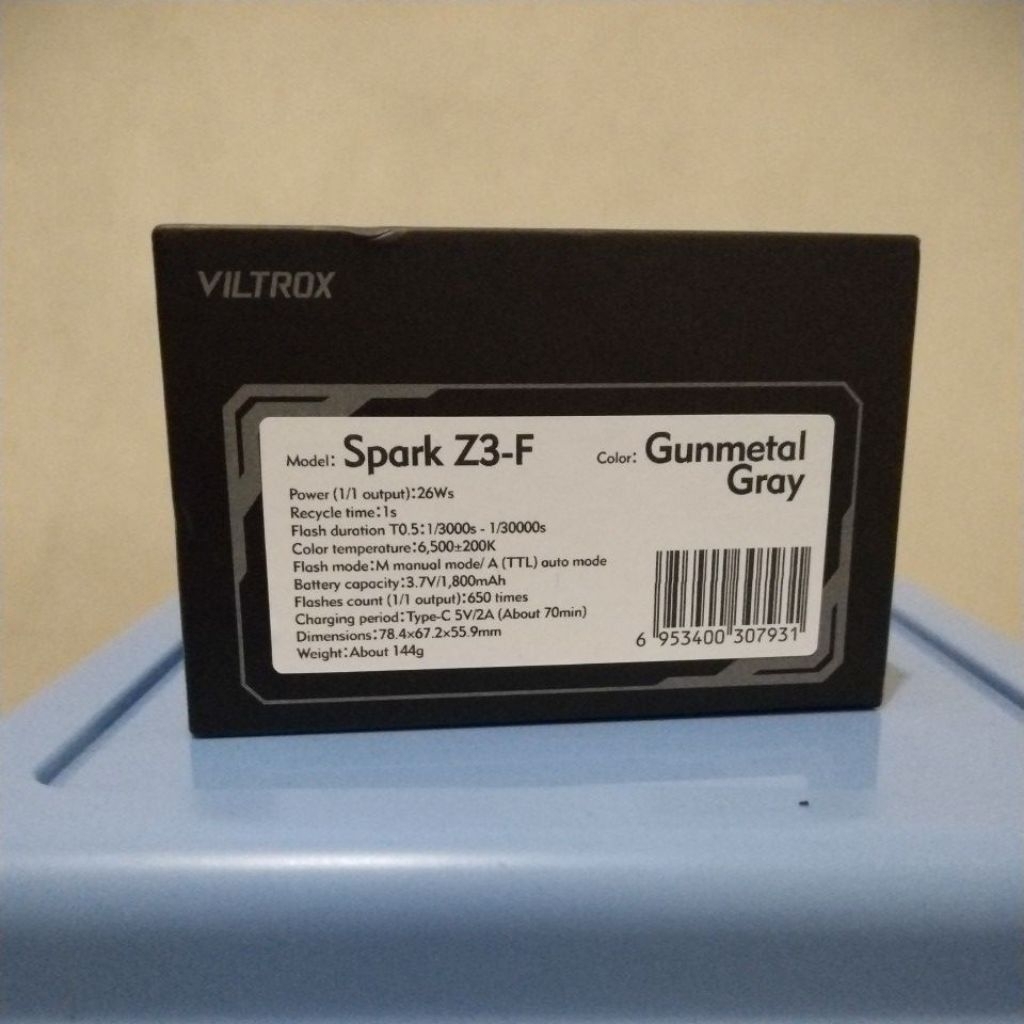 VILTROX
Model: Spark Z3-F
Color: Gunmetal
Gray
Power (1/1 output):26Ws
Recycle time:1s
Flash duration T0.5:1/3000s - 1/30000s
Color temperature:6,500±200K
Flash mode:M manual mode/ A (TTL) auto mode
Battery capacity:3.7V/1,800mAh
Flashes count (1/1 output):650 times
Charging period:Type-C 5V/2A (About 70min)
Dimensions:78.4×67.2×55.9mm
Weight:About 144g
6 953400 307931